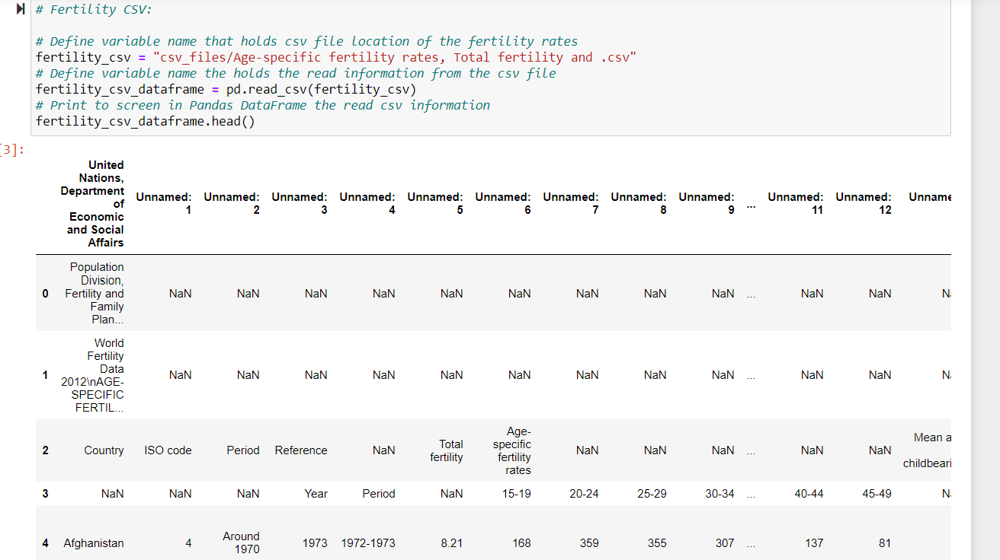 # Fertility CSV:
# Define variable name that holds csv file location of the fertility rates
fertility_csv = "csv_files/Age-specific fertility rates, Total fertility and .csv"
# Define variable name the holds the read information from the csv file
fertility_csv_dataframe = pd.read_csv(fertility_csv)
# Print to screen in Pandas DataFrame the read csv information
fertility_csv_dataframe.head()
[3]:
United
Nations,
Department
of
Economic
and Social
Affairs
Unnamed: Unnamed: Unnamed: Unnamed: Unnamed: Unnamed: Unnamed: Unnamed: Unnamed: ... Unnamed: Unnamed: Unname
1 2 3 4 5 6 7 8 9 11 12
Population
Division,
0 Fertility and NaN NaN NaN NaN NaN NaN NaN NaN NaN ... NaN NaN Na
Family
Plan...
World
Fertility
Data
1 2012\nAGE- NaN NaN NaN NaN NaN NaN NaN NaN NaN ... NaN NaN Na
SPECIFIC
FERTIL...
2 Country ISO code Period Reference NaN Total
fertility
Age-
specific
fertility
rates
NaN NaN NaN ... NaN NaN Mean a
childbeari
3 NaN NaN NaN Year Period NaN 15-19 20-24 25-29 30-34 ... 40-44 45-49 Na
4 Afghanistan 4 Around
1970
1973 1972-1973 8.21 168 359 355 307 ... 137 81